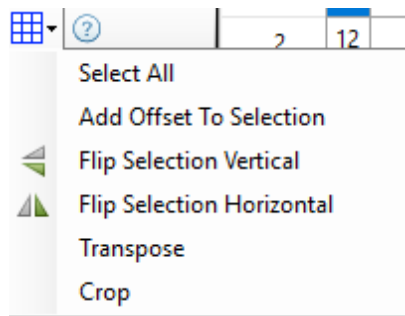 ? 2 12
Select All
Add Offset To Selection
Flip Selection Vertical
Flip Selection Horizontal
Transpose
Crop